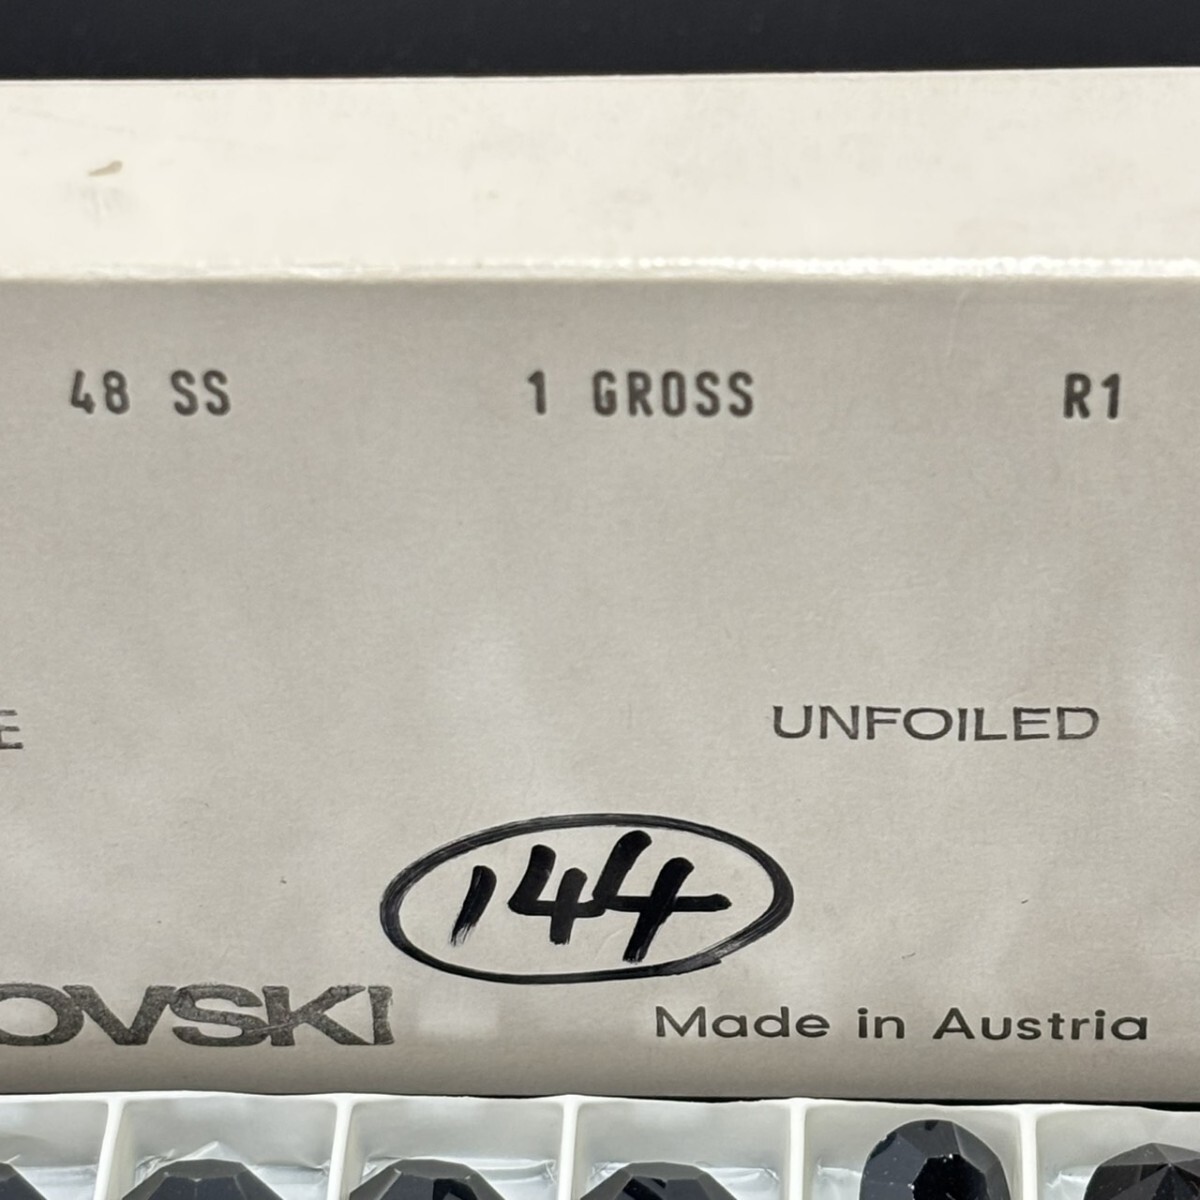 48 SS 1 GROSS R1
UNFOILED
144
OVSKI Made in Austria